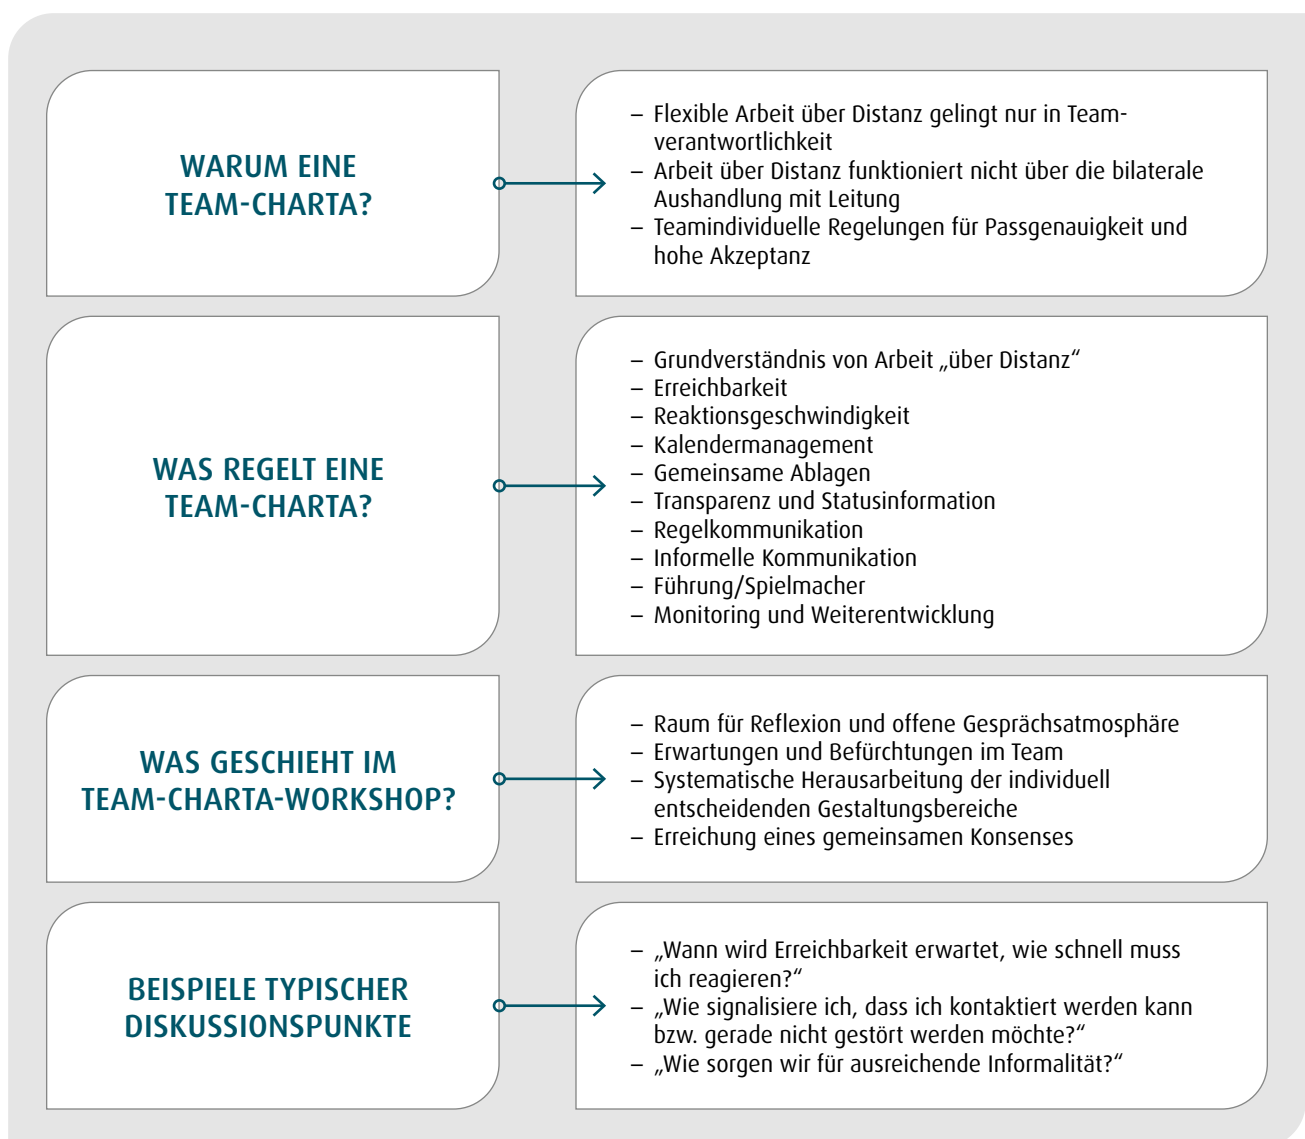 WARUM EINE
TEAM-CHARTA?
– Flexible Arbeit über Distanz gelingt nur in Team-
verantwortlichkeit
– Arbeit über Distanz funktioniert nicht über die bilaterale
Aushandlung mit Leitung
– Teamindividuelle Regelungen für Passgenauigkeit und
hohe Akzeptanz
WAS REGELT EINE
TEAM-CHARTA?
– Grundverständnis von Arbeit „über Distanz“
– Erreichbarkeit
– Reaktionsgeschwindigkeit
– Kalendermanagement
– Gemeinsame Ablagen
– Transparenz und Statusinformation
– Regelkommunikation
– Informelle Kommunikation
– Führung/Spielmacher
– Monitoring und Weiterentwicklung
WAS GESCHIEHT IM
TEAM-CHARTA-WORKSHOP?
– Raum für Reflexion und offene Gesprächsatmosphäre
– Erwartungen und Befürchtungen im Team
– Systematische Herausarbeitung der individuell
entscheidenden Gestaltungsbereiche
– Erreichung eines gemeinsamen Konsenses
BEISPIELE TYPISCHER
DISKUSSIONSPUNKTE
– „Wann wird Erreichbarkeit erwartet, wie schnell muss
ich reagieren?“
– „Wie signalisiere ich, dass ich kontaktiert werden kann
bzw. gerade nicht gestört werden möchte?“
– „Wie sorgen wir für ausreichende Informalität?“